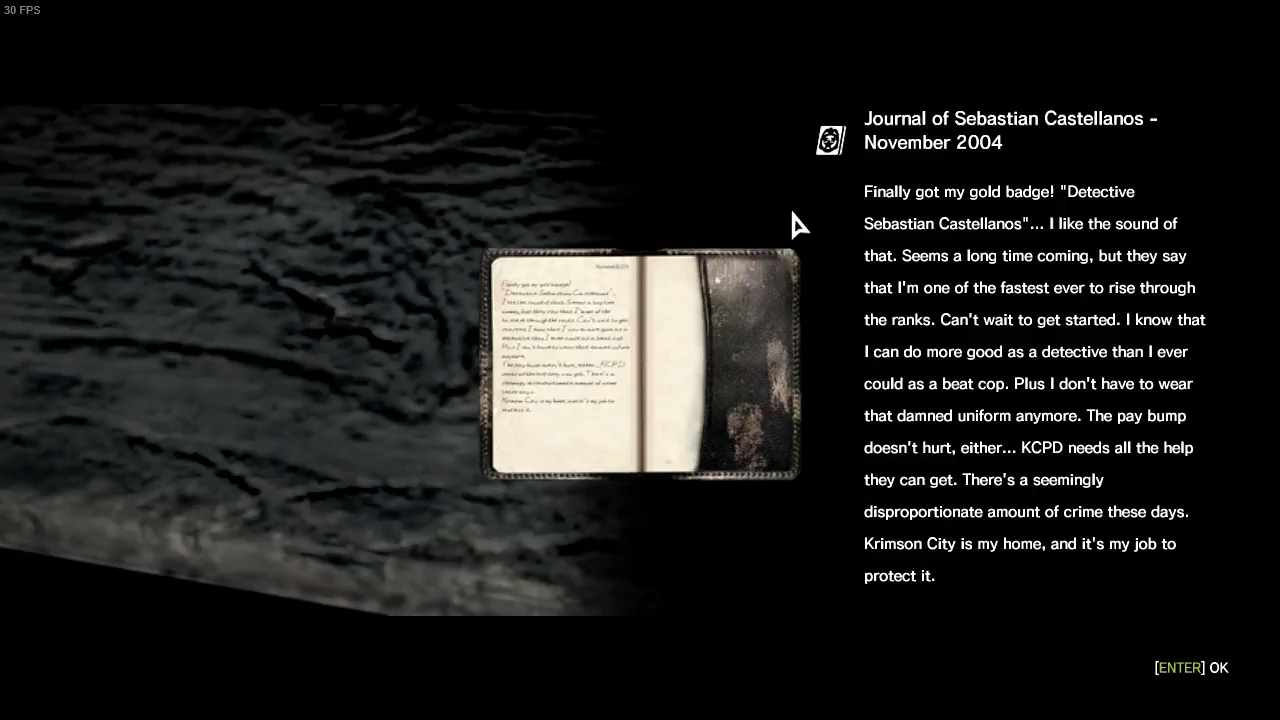 30 FPS
Journal of Sebastian Castellanos -
November 2004
Finally got my gold badge! "Detective
Sebastian Castellanos"... I like the sound of
that. Seems a long time coming, but they say
that I'm one of the fastest ever to rise through
the ranks. Can't wait to get started. I know that
I can do more good as a detective than I ever
could as a beat cop. Plus I don't have to wear
that damned uniform anymore. The pay bump
doesn't hurt, either... KCPD needs all the help
they can get. There's a seemingly
disproportionate amount of crime these days.
Krimson City is my home, and it's my job to
protect it.
[ENTER] OK